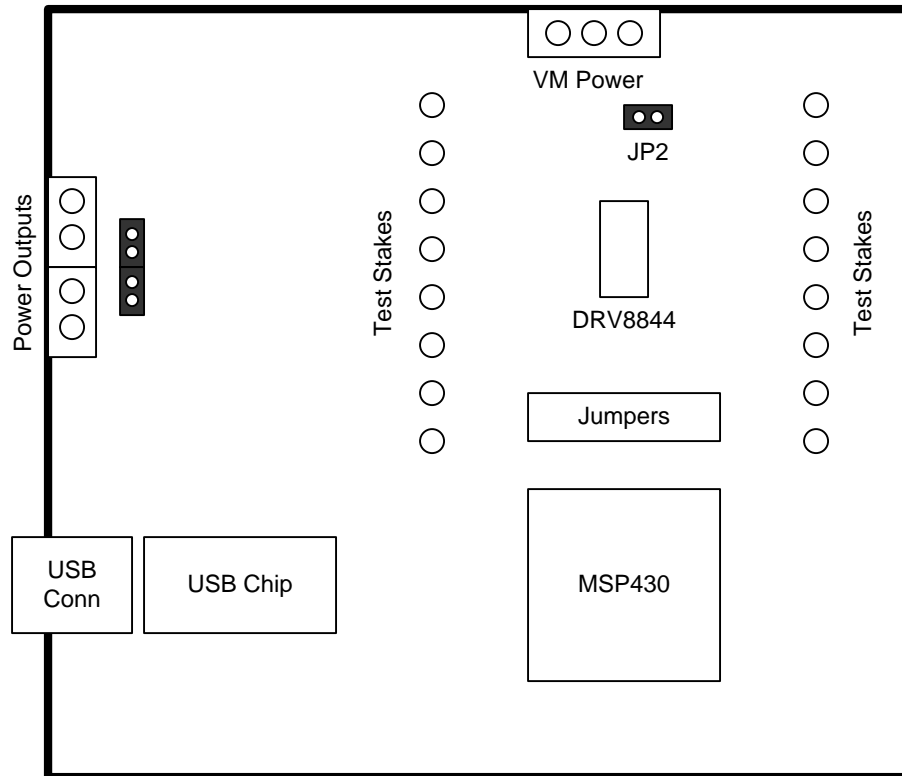 VM Power
JP2
Power Outputs
Test Stakes
Test Stakes
DRV8844
Jumpers
USB
Conn
USB Chip
MSP430